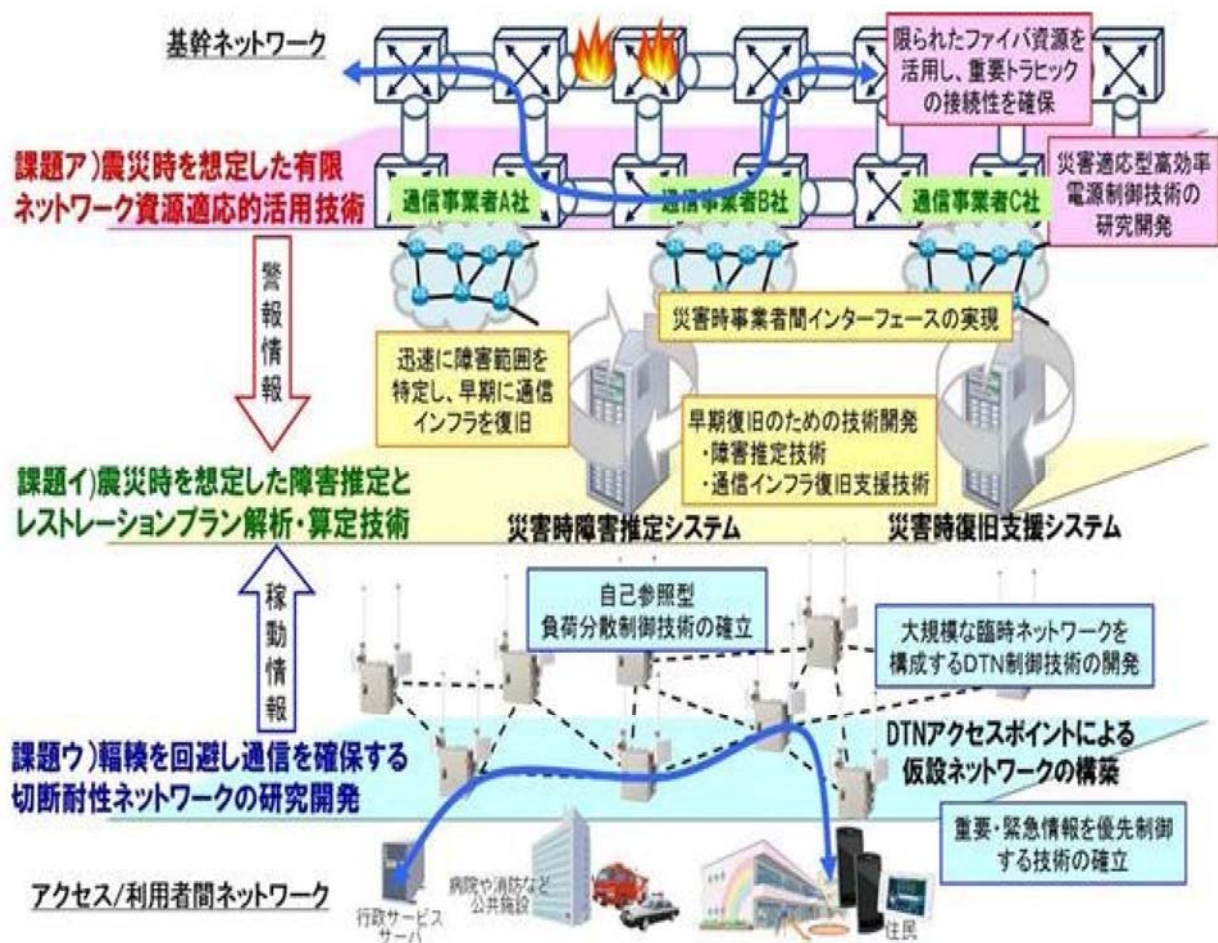 基幹ネットワーク
限られたファイバ資源を
活用し、重要トラヒック
の接続性を確保
課題ア)震災時を想定した有限
ネットワーク資源適応的活用技術
通信事業者A社
通信事業者B社
通信事業者C社
災害適応型高効率
電源制御技術の
研究開発
警報情報
災害時事業者間インターフェースの実現
迅速に障害範囲を
特定し、早期に通信
インフラを復旧
早期復旧のための技術開発
・障害推定技術
・通信インフラ復旧支援技術
課題イ)震災時を想定した障害推定と
レストレーションプラン解析・算定技術
災害時障害推定システム
災害時復旧支援システム
稼動情報
自己参照型
負荷分散制御技術の確立
大規模な臨時ネットワークを
構成するDTN制御技術の開発
課題ウ)輻輳を回避し通信を確保する
切断耐性ネットワークの研究開発
DTNアクセスポイントによる
仮設ネットワークの構築
重要・緊急情報を優先制御
する技術の確立
アクセス/利用者間ネットワーク
行政サービス
サーバ
病院や消防など
公共施設
住民